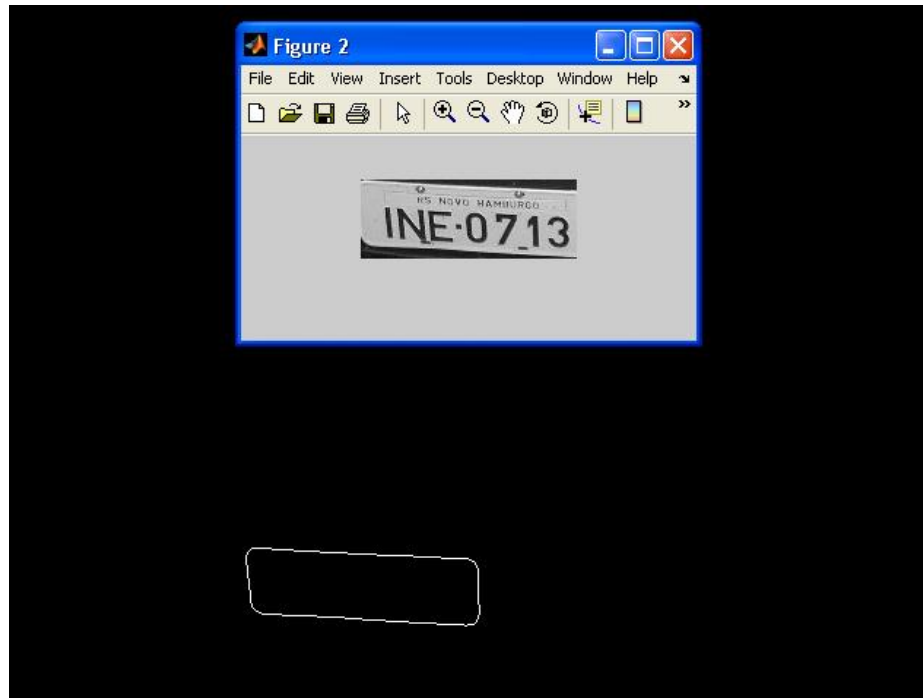 Figure 2
File Edit View Insert Tools Desktop Window Help
RS NOVO HAMBURGO
INE·0713